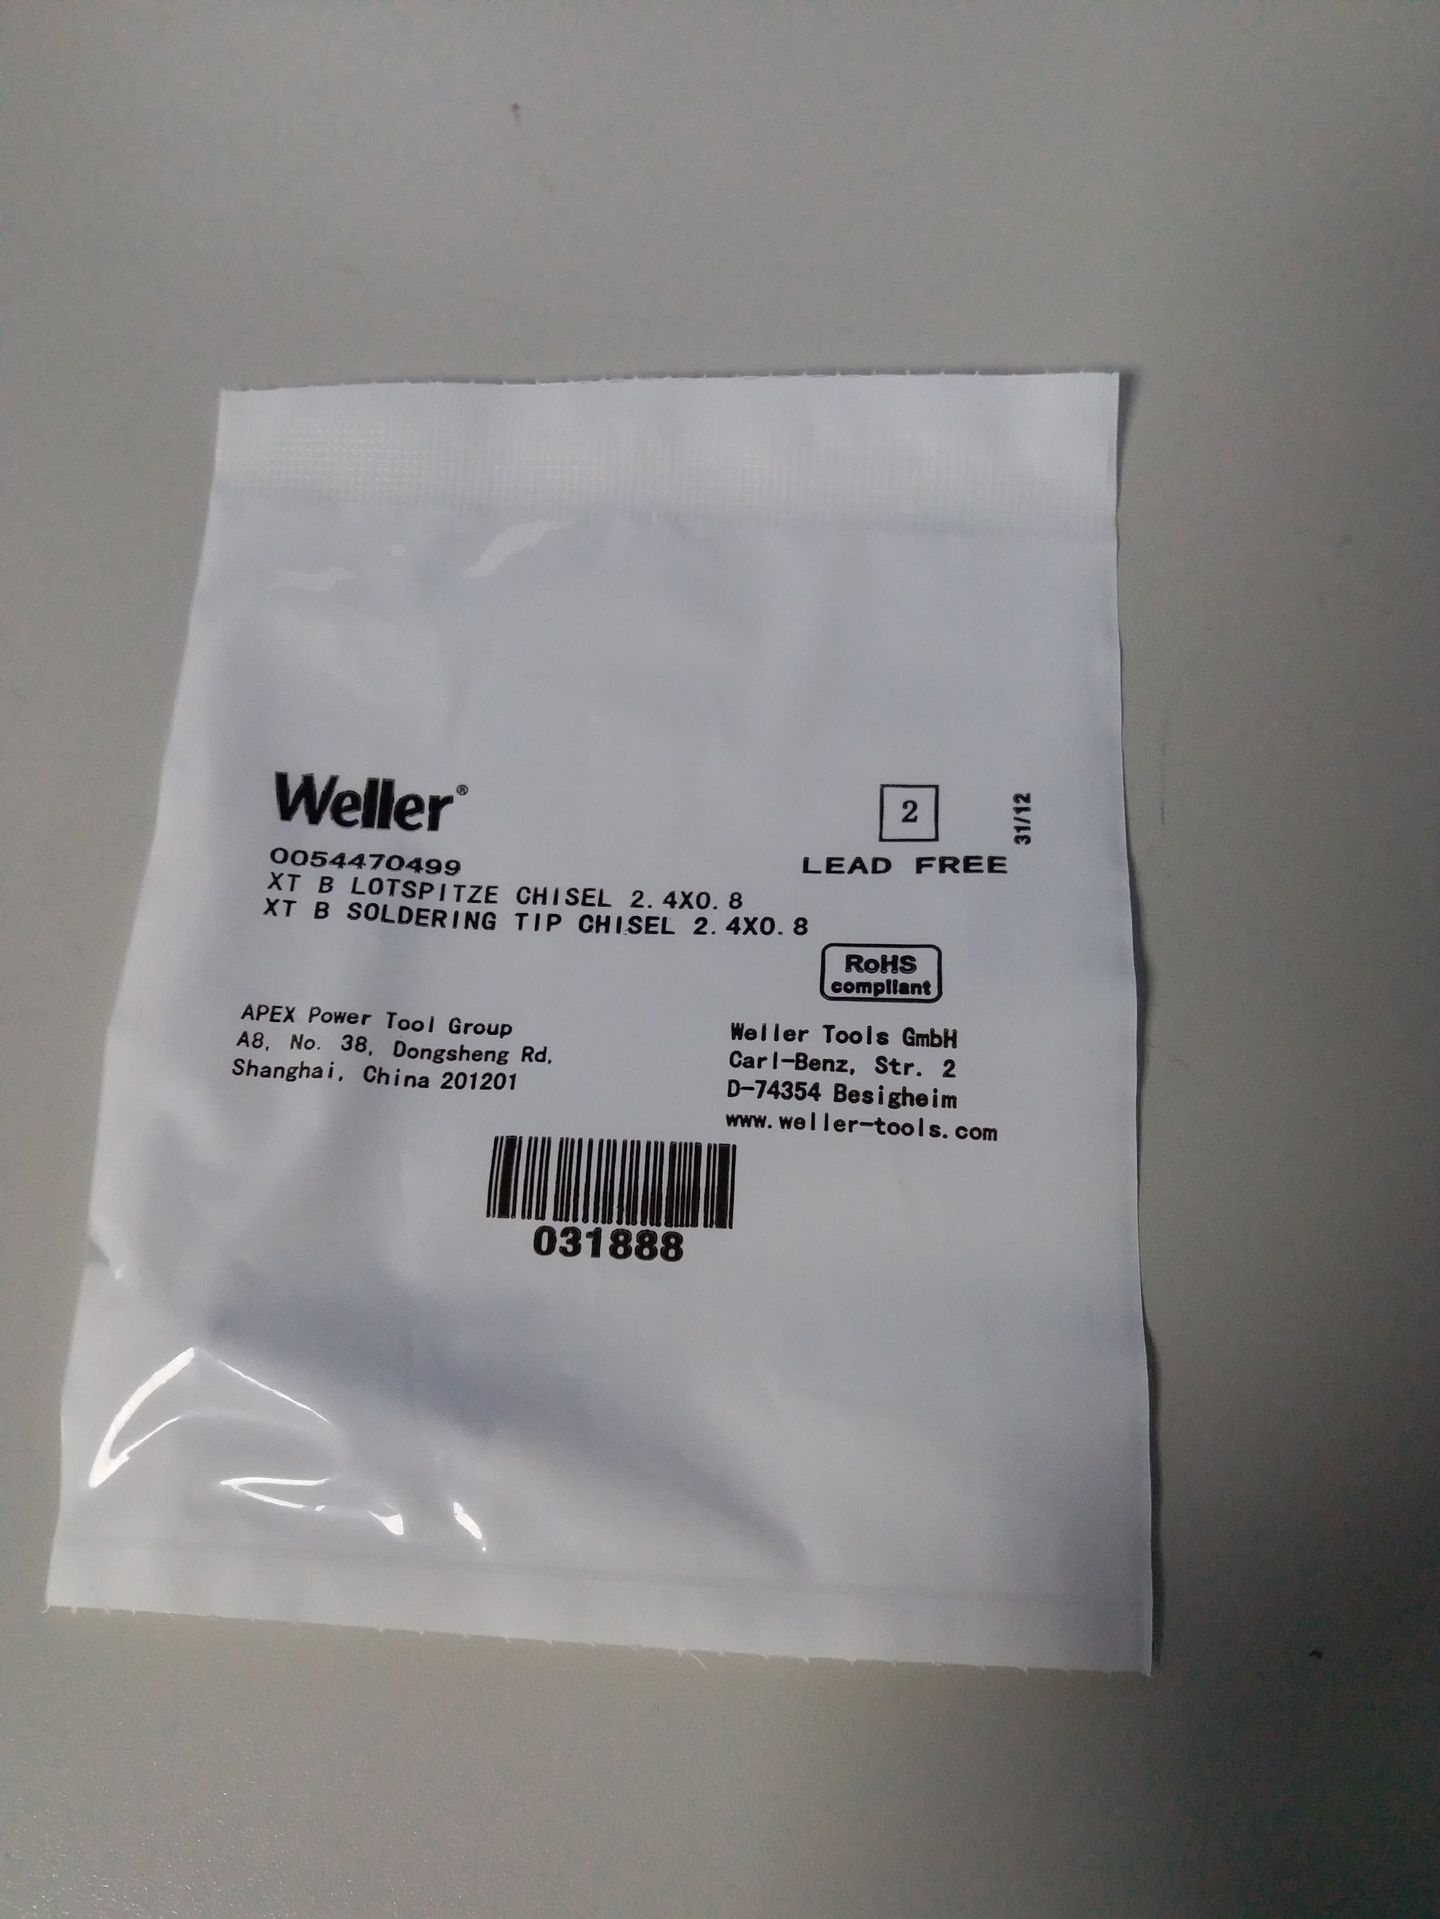 Weller®
2
31/12
0054470499
LEAD FREE
XT B LOTSPITZE CHISEL 2.4X0.8
XT B SOLDERING TIP CHISEL 2.4X0.8
RoHS
compliant
APEX Power Tool Group
A8, No. 38, Dongsheng Rd,
Shanghai, China 201201
Weller Tools GmbH
Carl-Benz, Str. 2
D-74354 Besigheim
www.weller-tools.com
031888